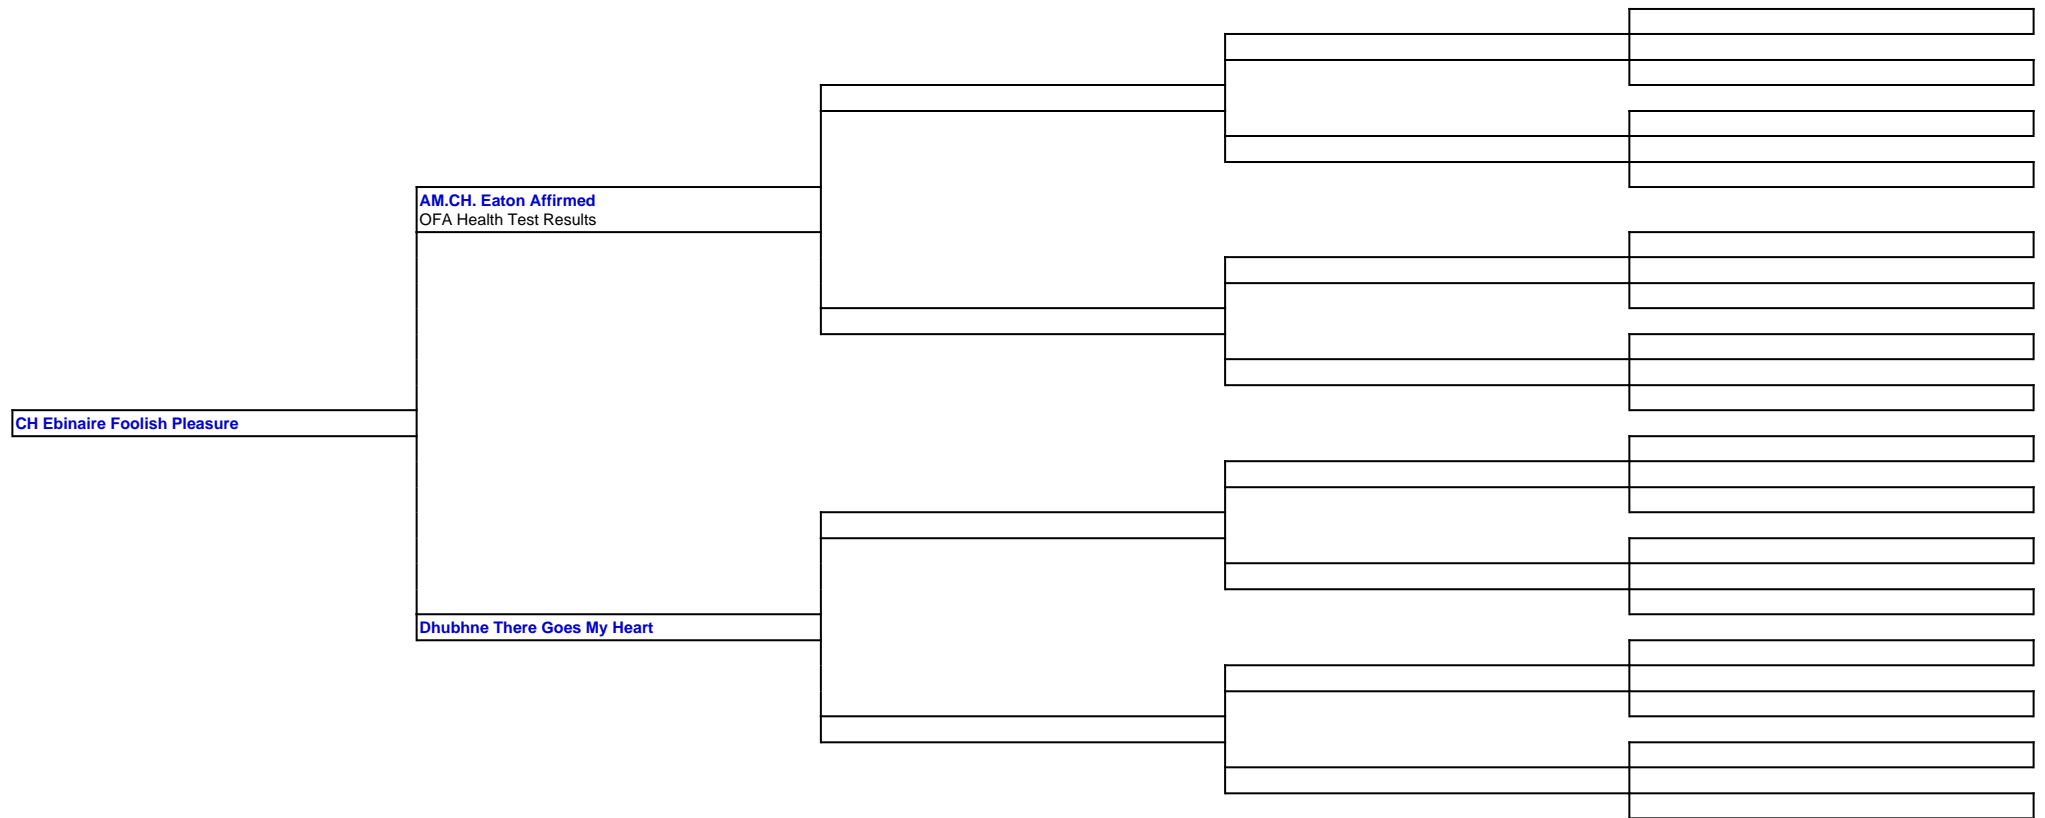 AM.CH. Eaton Affirmed
OFA Health Test Results
CH Ebinaire Foolish Pleasure
Dhubhne There Goes My Heart